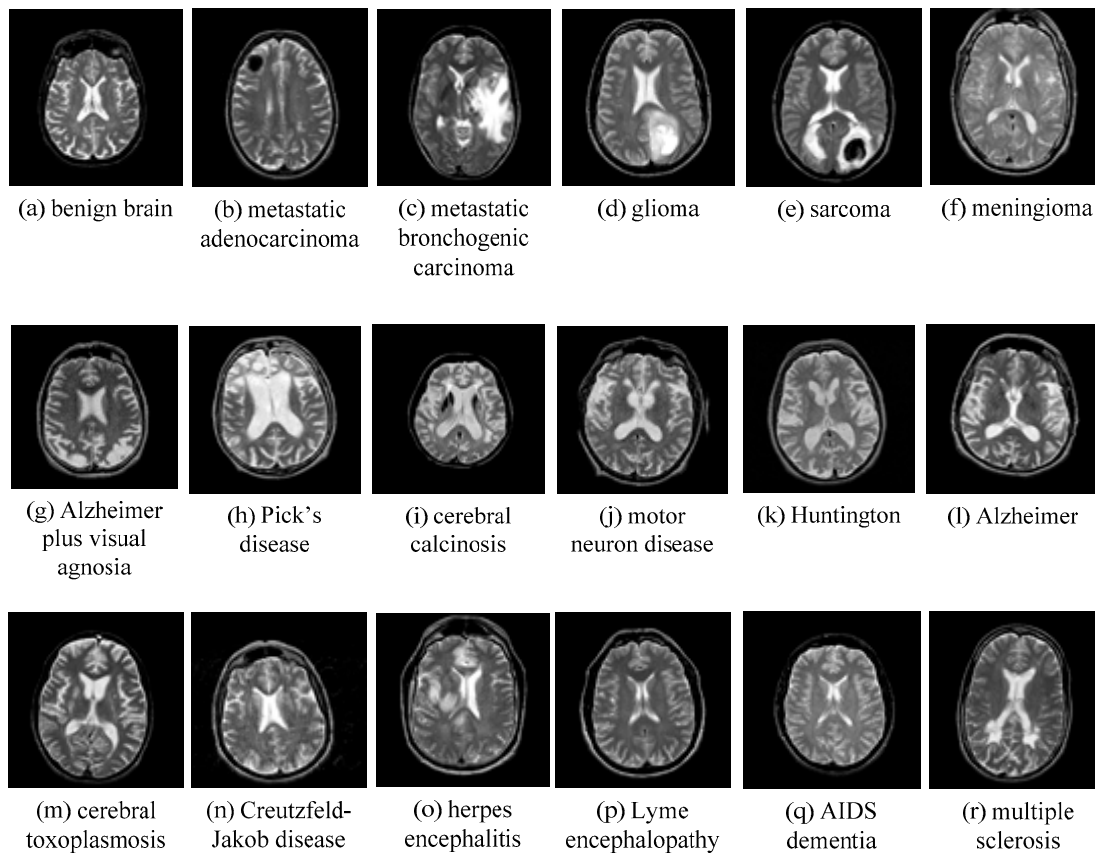 (a) benign brain
(b) metastatic
adenocarcinoma
(c) metastatic
bronchogenic
carcinoma
(d) glioma
(e) sarcoma
(f) meningioma
(g) Alzheimer
plus visual
agnosia
(h) Pick’s
disease
(i) cerebral
calcinosis
(j) motor
neuron disease
(k) Huntington
(l) Alzheimer
(m) cerebral
toxoplasmosis
(n) Creutzfeld-
Jakob disease
(o) herpes
encephalitis
(p) Lyme
encephalopathy
(q) AIDS
dementia
(r) multiple
sclerosis